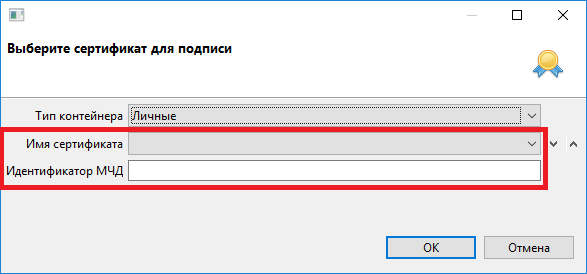 Выберите сертификат для подписи
Тип контейнера Личные
Имя сертификата
Идентификатор МЧД
ОК Отмена